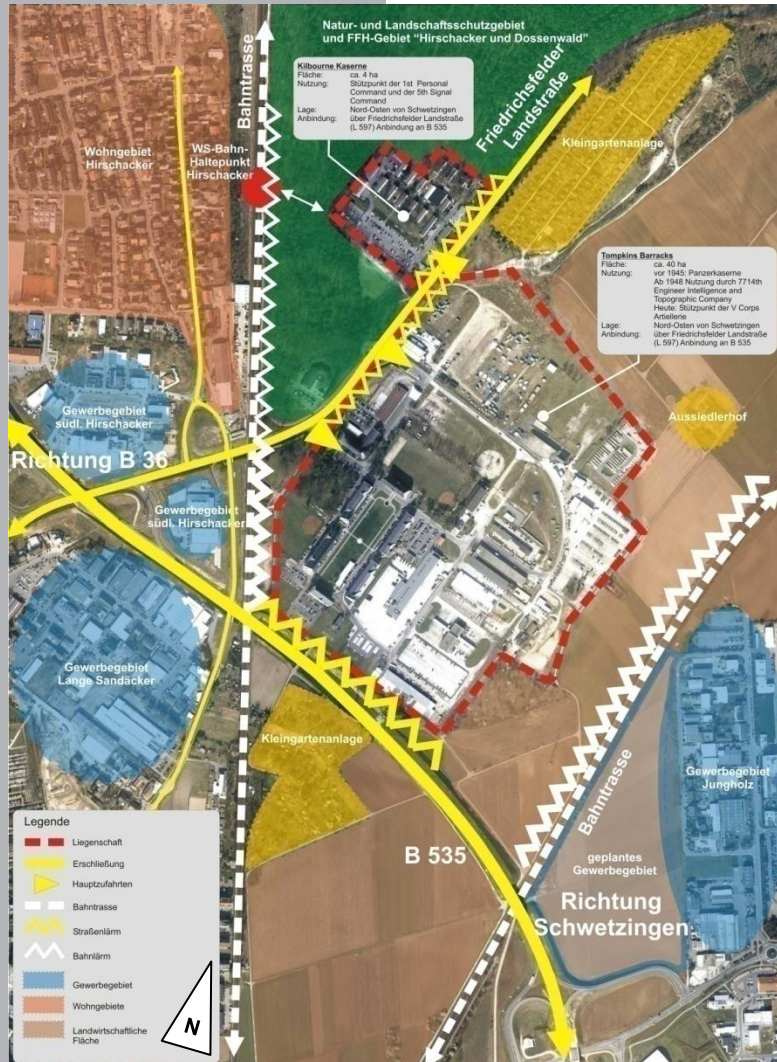 Natur- und Landschaftsschutzgebiet
und FFH-Gebiet "Hirschacker und Dossenwald"
Kilbourne Kaserne
Fläche: ca. 4 ha
Nutzung: Stützpunkt der 1st Personal
Command und der 5th Signal
Command
Lage: Nord-Osten von Schwetzingen
Anbindung: über Friedrichsfelder Landstraße
(L 597) Anbindung an B 535
Bahntrasse
Friedrichsfelder
Landstraße
Wohngebiet
Hirschacker
WS-Bahn-
Haltepunkt
Hirschacker
Kleingartenanlage
Tompkins Barracks
Fläche: ca. 40 ha
Nutzung: vor 1945: Panzerkaserne
Ab 1948 Nutzung durch 7714th
Engineer Intelligence and
Topographic Company
Heute: Stützpunkt der V Corps
Artiellerie
Lage: Nord-Osten von Schwetzingen
Anbindung: über Friedrichsfelder Landstraße
(L 597) Anbindung an B 535
Gewerbegebiet
südl. Hirschacker
Aussiedlerhof
Richtung B 36
Gewerbegebiet
südl. Hirschacker
Gewerbegebiet
Lange Sandäcker
Kleingartenanlage
Gewerbegebiet
Jungholz
Bahntrasse
B 535
geplantes
Gewerbegebiet
Richtung
Schwetzingen
Legende
Liegenschaft
Erschließung
Hauptzufahrten
Bahntrasse
Straßenlärm
Bahnlärm
Gewerbegebiet
Wohngebiete
Landwirtschaftliche
Fläche
N